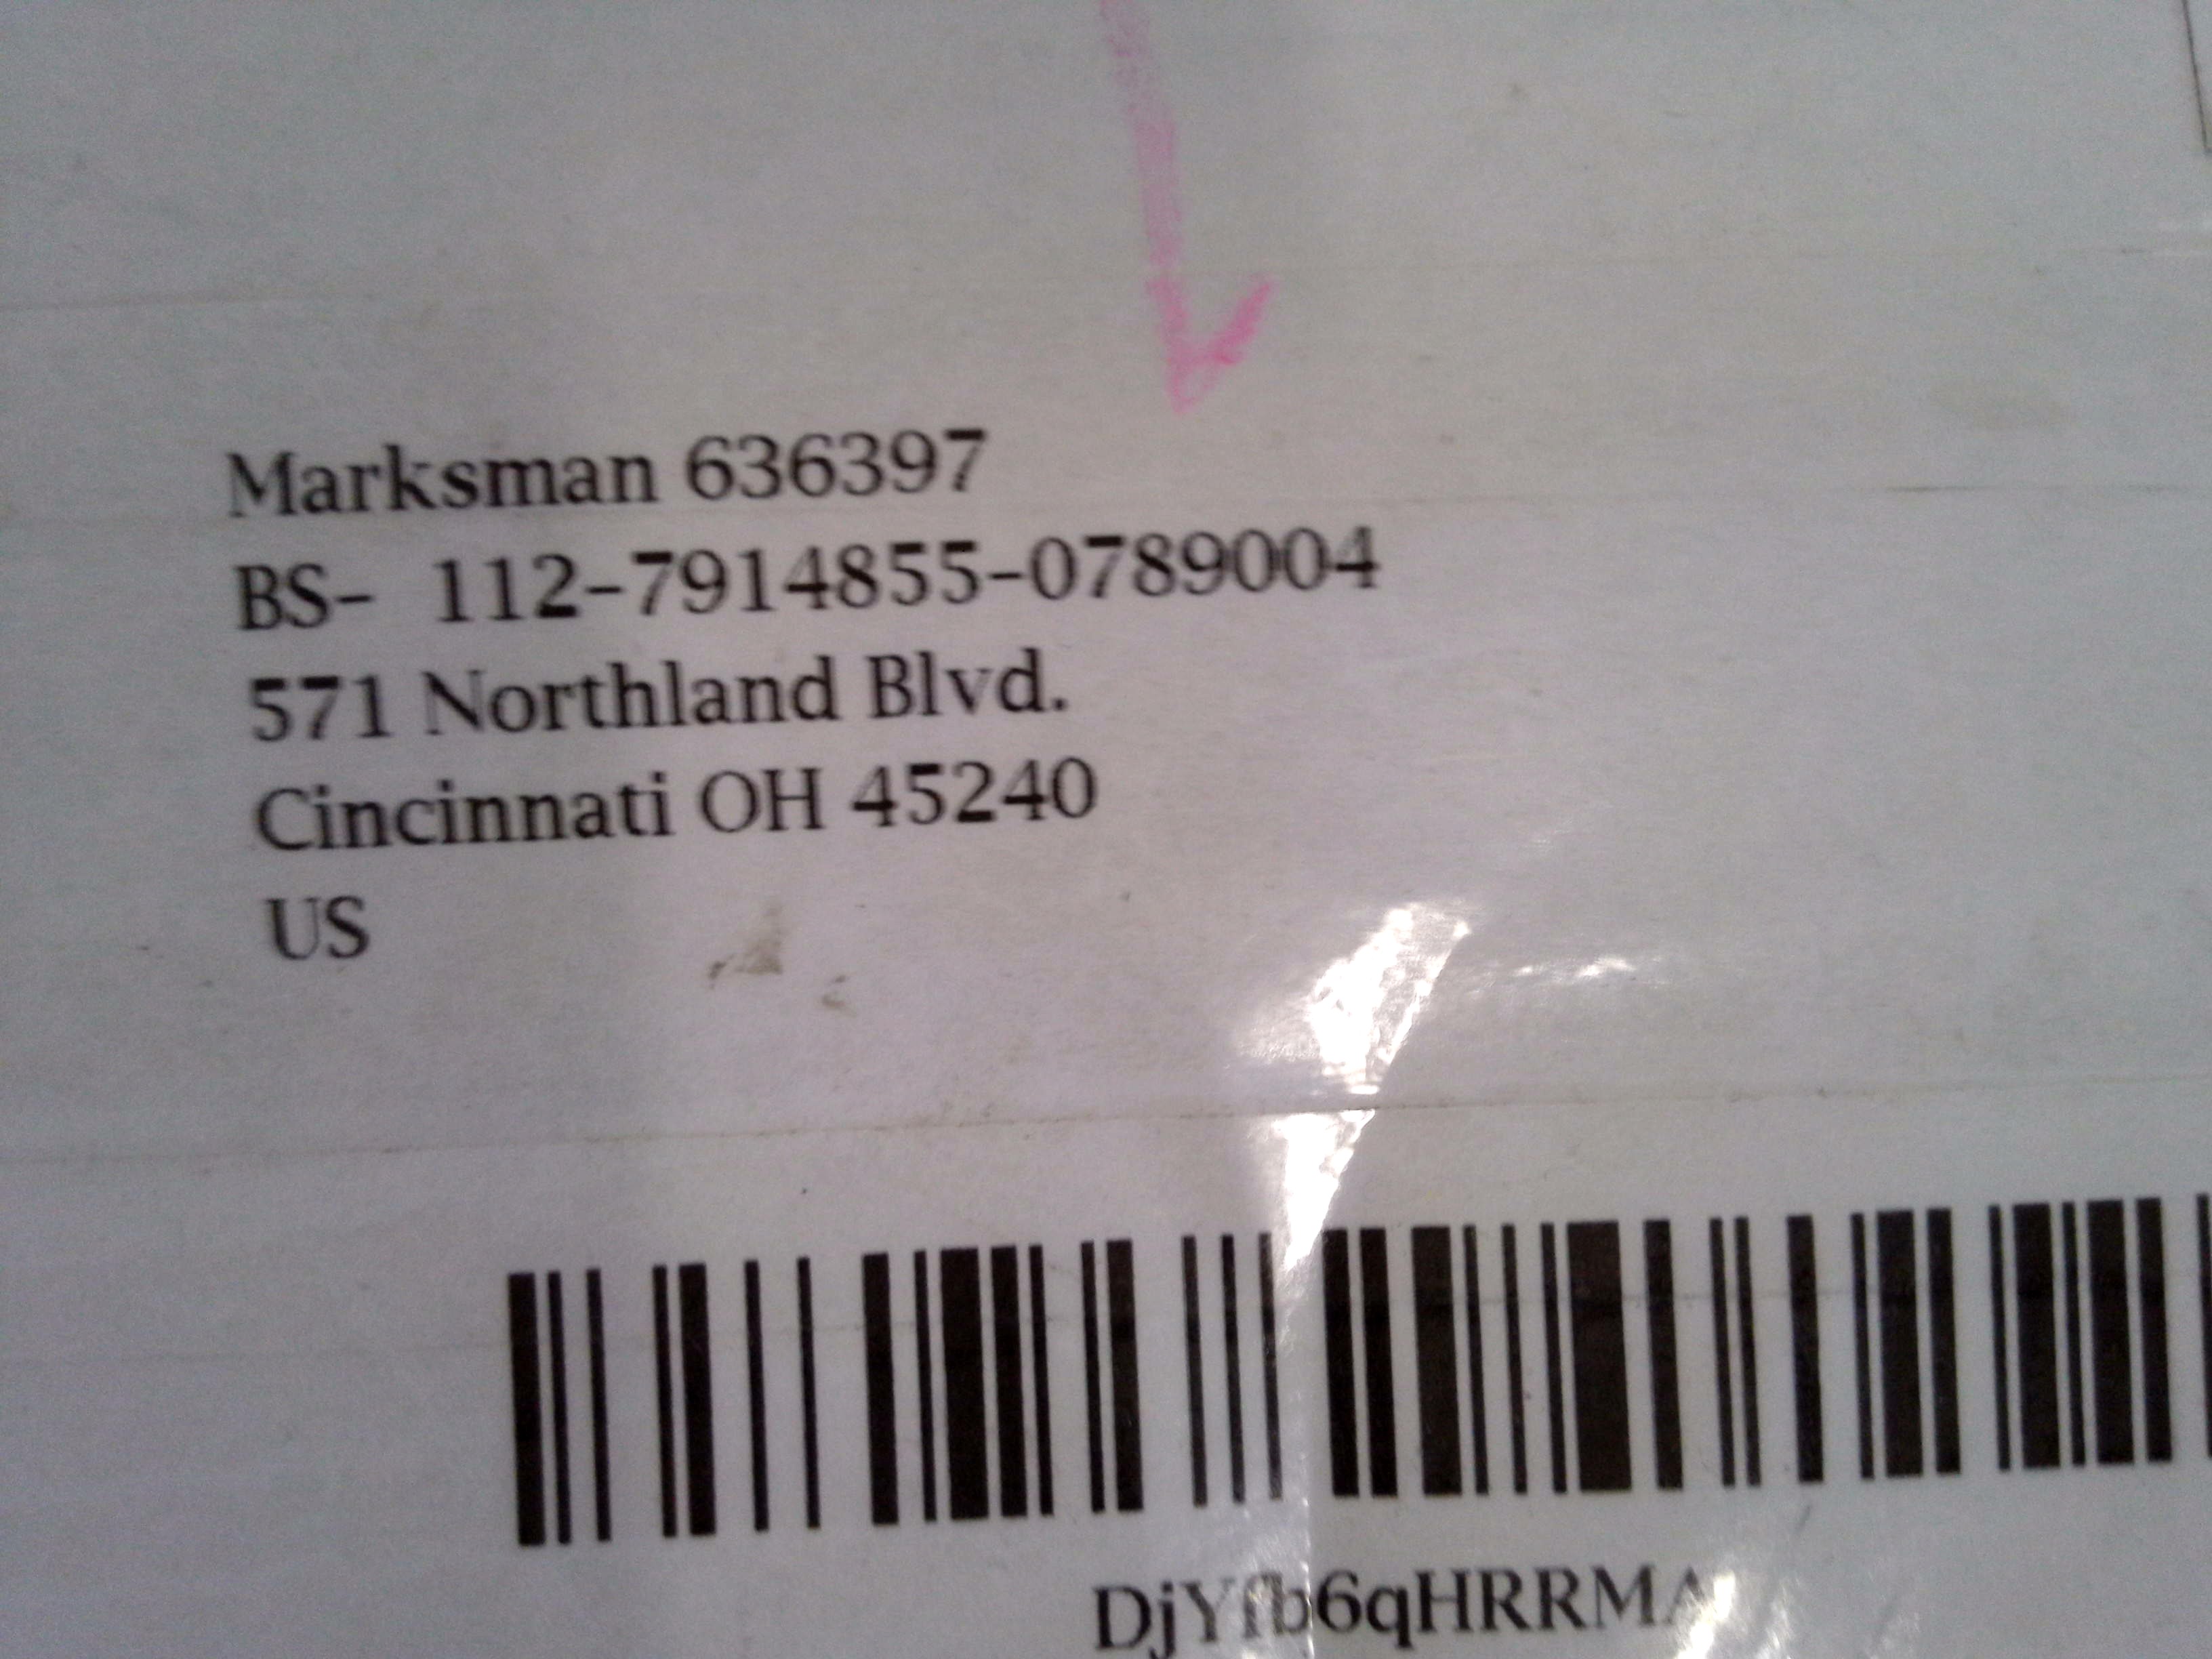 Marksman 636397
BS- 112-7914855-0789004
571 Northland Blvd.
Cincinnati OH 45240
US
DjYfb6qHRRMA